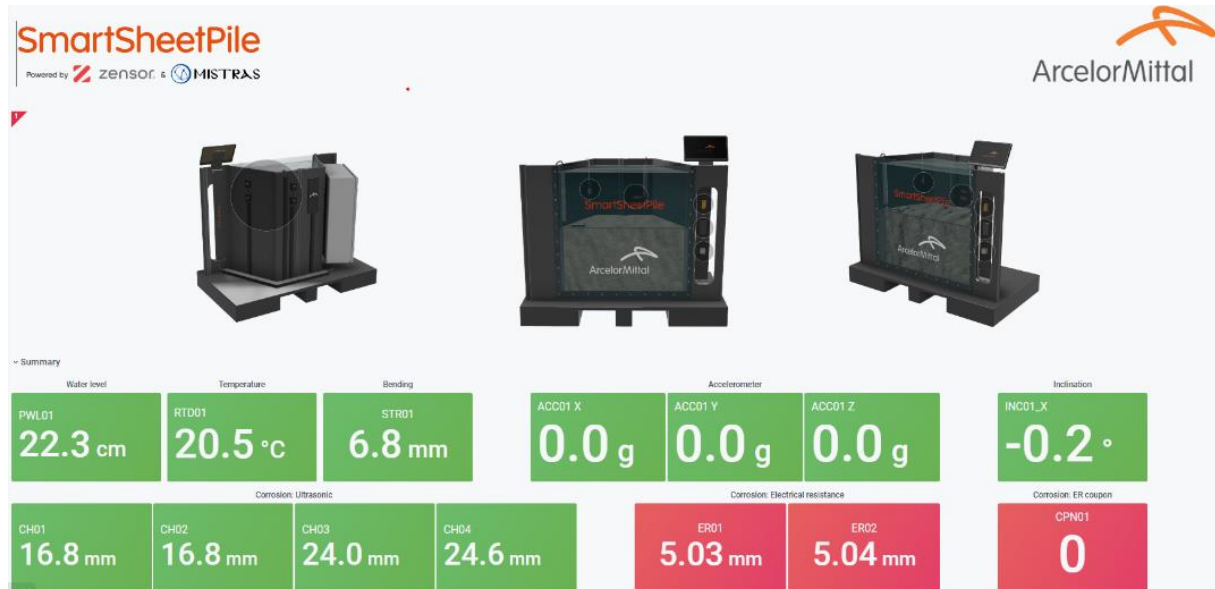 SmartSheetPile
Powered by zensor. & MISTRAS
ArcelorMittal
1
SmartSheetPile
ArcelorMittal
SmartSheetPile
ArcelorMittal
Summary
Water level Temperature Bending Accelerometer Inclination
PWL01 RTD01 STR01 ACC01 X ACC01 Y ACC01 Z INC01_X
22.3 cm 20.5 °C 6.8 mm 0.0 g 0.0 g 0.0 g -0.2 °
Corrosion: Ultrasonic Corrosion: Electrical resistance Corrosion: ER coupon
CH01 CH02 CH03 CH04 ER01 ER02 CPN01
16.8 mm 16.8 mm 24.0 mm 24.6 mm 5.03 mm 5.04 mm 0